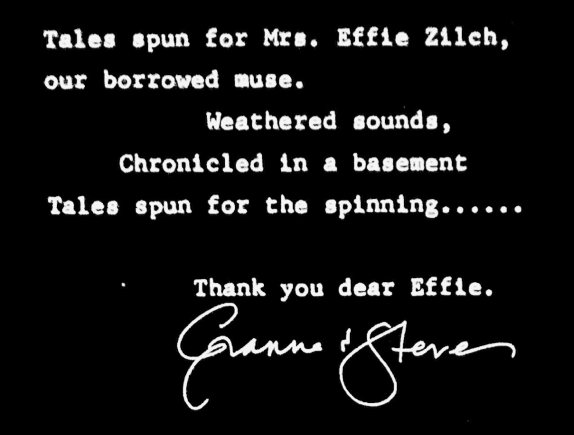 Tales spun for Mrs. Effie Zilch,
our borrowed muse.
Weathered sounds,
Chronicled in a basement
Tales spun for the spinning......
Thank you dear Effie.
& Steve